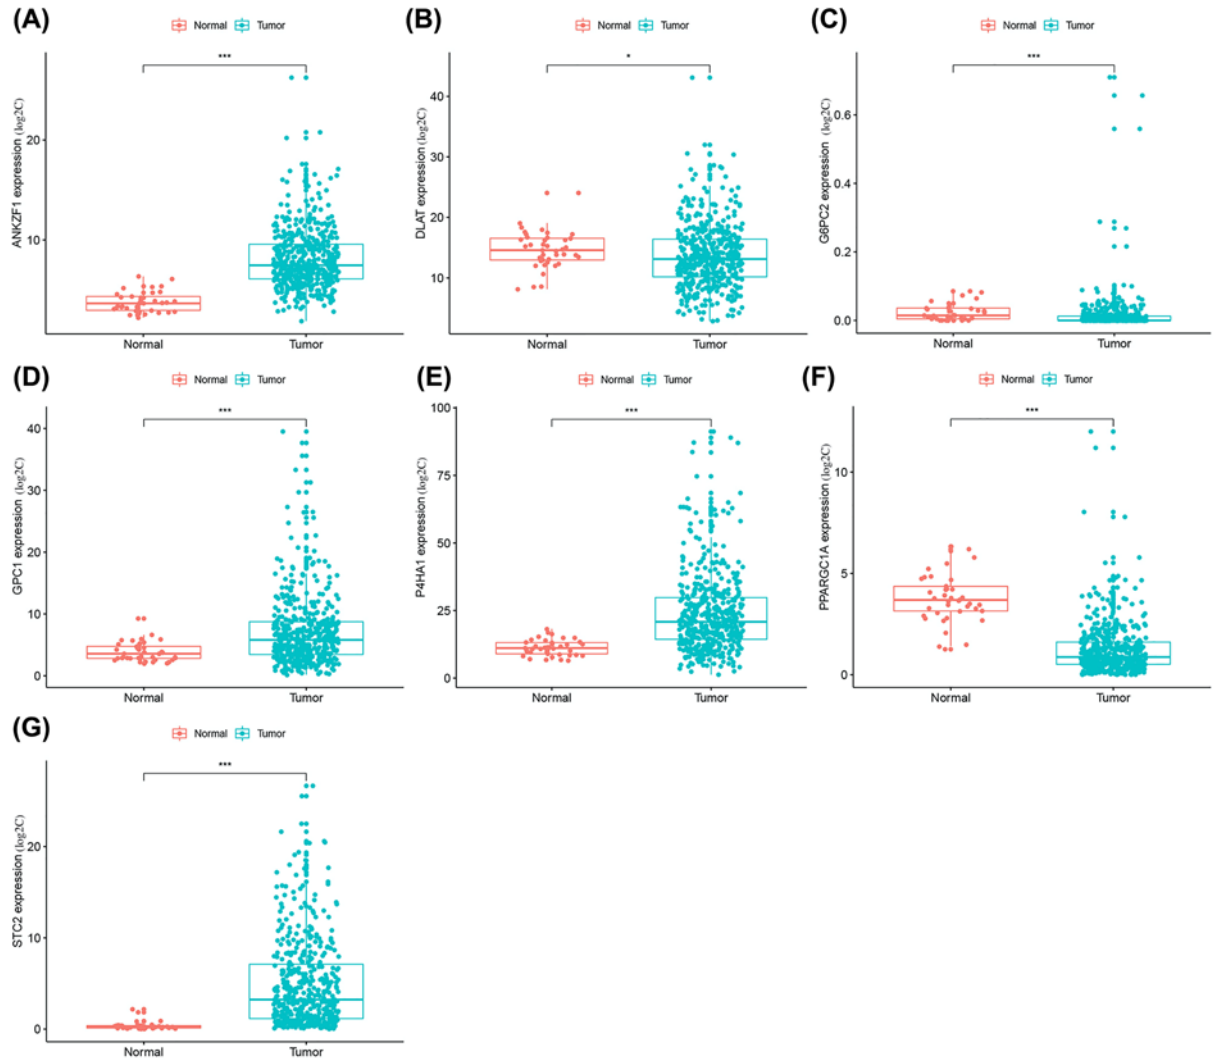 (A)
Normal Tumor
***
ANKZF1 expression (log2C)
20
10
Normal Tumor
(B)
Normal Tumor
*
DLAT expression (log2C)
40
30
20
10
Normal Tumor
(C)
Normal Tumor
***
G6PC2 expression (log2C)
0.6
0.4
0.2
0.0
Normal Tumor
(D)
Normal Tumor
***
GPC1 expression (log2C)
40
30
20
10
0
Normal Tumor
(E)
Normal Tumor
***
P4HA1 expression (log2C)
100
75
50
25
0
Normal Tumor
(F)
Normal Tumor
***
PPARGC1A expression (log2C)
10
5
0
Normal Tumor
(G)
Normal Tumor
***
STC2 expression (log2C)
20
10
0
Normal Tumor